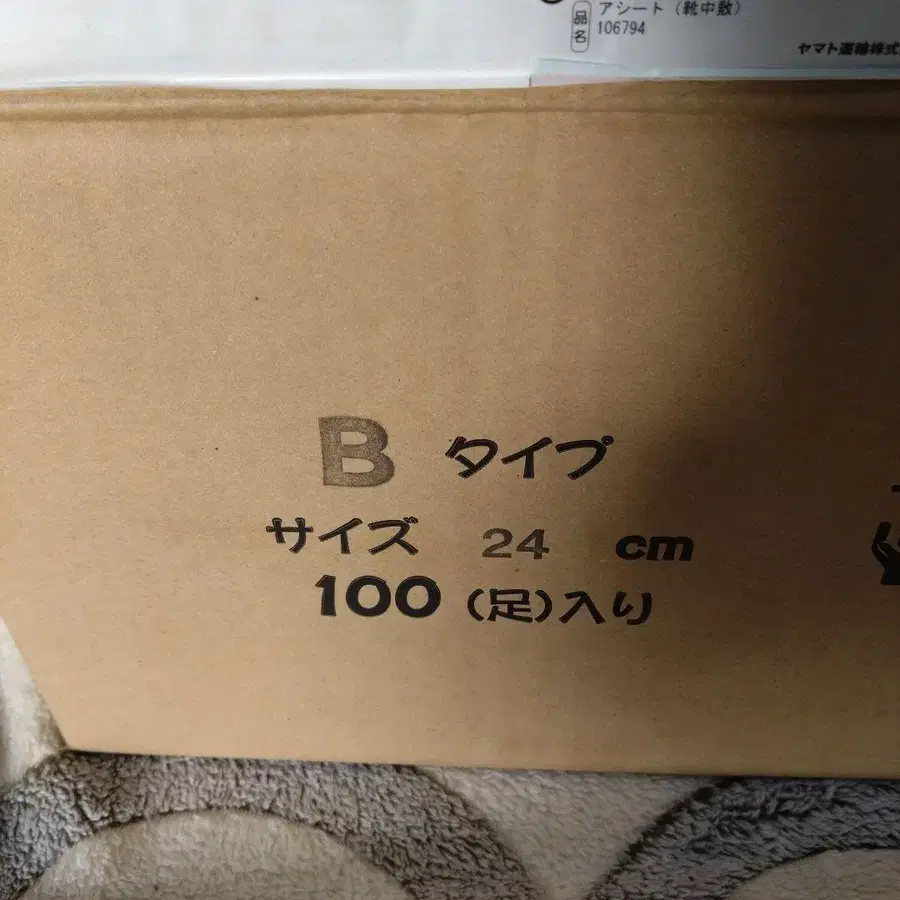 品名
アシート（靴中敷）
106794
ヤマト運輸株式
B タイプ
サイズ 24 cm
100（足）入り